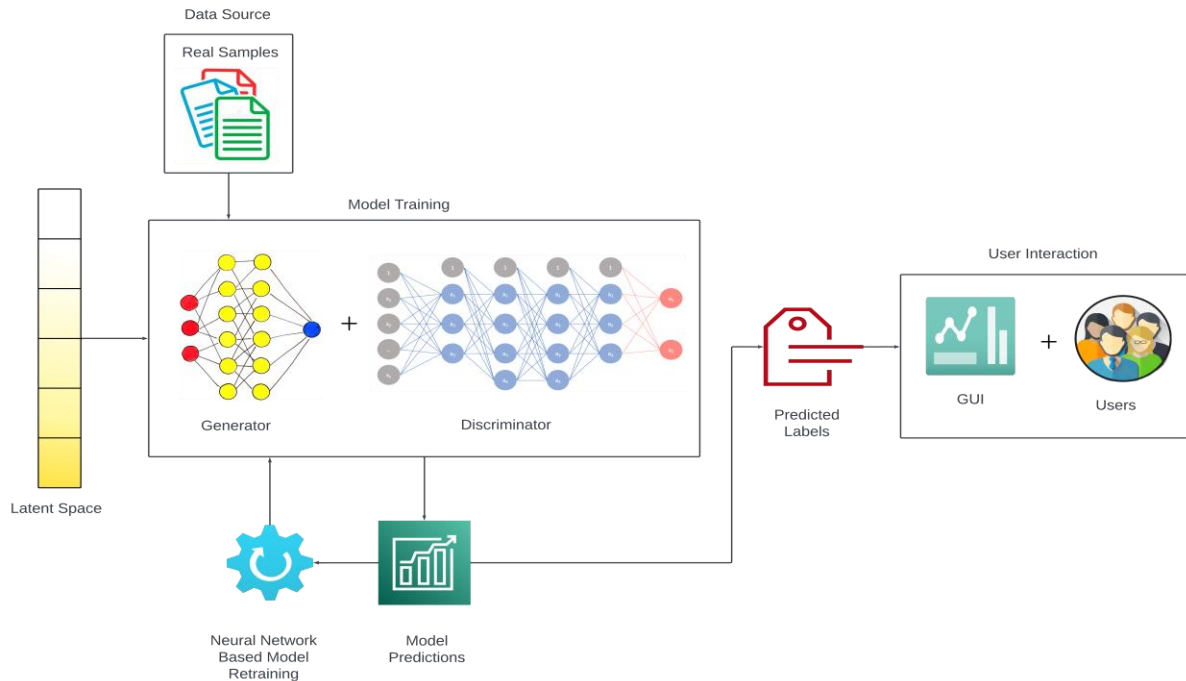 Data Source
Real Samples
Model Training
Generator
+
Discriminator
Latent Space
Predicted
Labels
User Interaction
GUI
+
Users
Neural Network
Based Model
Retraining
Model
Predictions